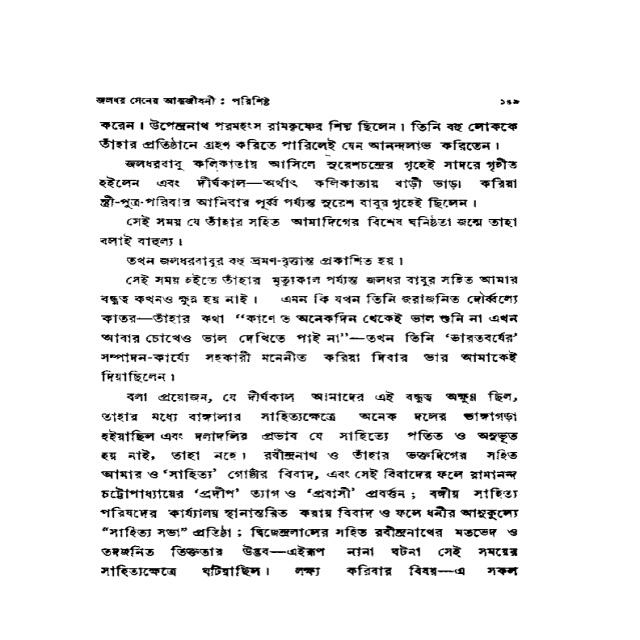 জলধর সেনের আত্মজীবনী : পরিশিষ্ট ১৪৯
করেন। উপেন্দ্রনাথ পরমহংস রামকৃষ্ণের শিষ্য ছিলেন। তিনি বহু লোককে
তাঁহার প্রতিষ্ঠানে গ্রহণ করিতে পারিলেই যেন আনন্দলাভ করিতেন।
জলধরবাবু কলিকাতায় আসিলে সুরেশচন্দ্রের গৃহেই সাদরে গৃহীত
হইলেন এবং দীর্ঘকাল—অর্থাৎ কলিকাতায় বাড়ী ভাড়া করিয়া
স্ত্রী-পুত্র-পরিবার আনিবার পূর্ব্ব পর্য্যন্ত সুরেশ বাবুর গৃহেই ছিলেন।
সেই সময় যে তাঁহার সহিত আমাদিগের বিশেষ ঘনিষ্ঠতা জন্মে তাহা
বলাই বাহুল্য।
তখন জলধরবাবুর বহু ভ্রমণ-বৃত্তান্ত প্রকাশিত হয়।
সেই সময় হইতে তাঁহার মৃত্যুকাল পর্য্যন্ত জলধর বাবুর সহিত আমার
বন্ধুত্ব কখনও ক্ষুন্ন হয় নাই। এমন কি যখন তিনি জরাজনিত দৌর্ব্বল্যে
কাতর—তাঁহার কথা “কাণে ত অনেকদিন থেকেই ভাল শুনি না এখন
আবার চোখেও ভাল দেখিতে পাই না”—তখন তিনি ‘ভারতবর্ষের’
সম্পাদন-কার্য্যে সহকারী মনেনীত করিয়া দিবার ভার আমাকেই
দিয়াছিলেন।
বলা প্রয়োজন, যে দীর্ঘকাল আমাদের এই বন্ধুত্ব অক্ষুণ্ণ ছিল,
তাহার মধ্যে বাঙ্গালার সাহিত্যক্ষেত্রে অনেক দলের ভাঙ্গাগড়া
হইয়াছিল এবং দলাদলির প্রভাব যে সাহিত্যে পতিত ও অনুভূত
হয় নাই, তাহা নহে। রবীন্দ্রনাথ ও তাঁহার ভক্তদিগের সহিত
আমার ও ‘সাহিত্য’ গোষ্ঠীর বিবাদ, এবং সেই বিবাদের ফলে রামানন্দ
চট্টোপাধ্যায়ের ‘প্রদীপ’ ত্যাগ ও ‘প্রবাসী’ প্রবর্ত্তন ; বঙ্গীয় সাহিত্য
পরিষদের কার্য্যালয় স্থানান্তরিত করায় বিবাদ ও ফলে ধনীর আনুকুল্যে
“সাহিত্য সভা” প্রতিষ্ঠা ; দ্বিজেন্দ্রলালের সহিত রবীন্দ্রনাথের মতভেদ ও
তজ্জনিত তিক্ততার উদ্ভব—এইরূপ নানা ঘটনা সেই সময়ের
সাহিত্যক্ষেত্রে ঘটিয়াছিল। লক্ষ্য করিবার বিষয়—এ সকল